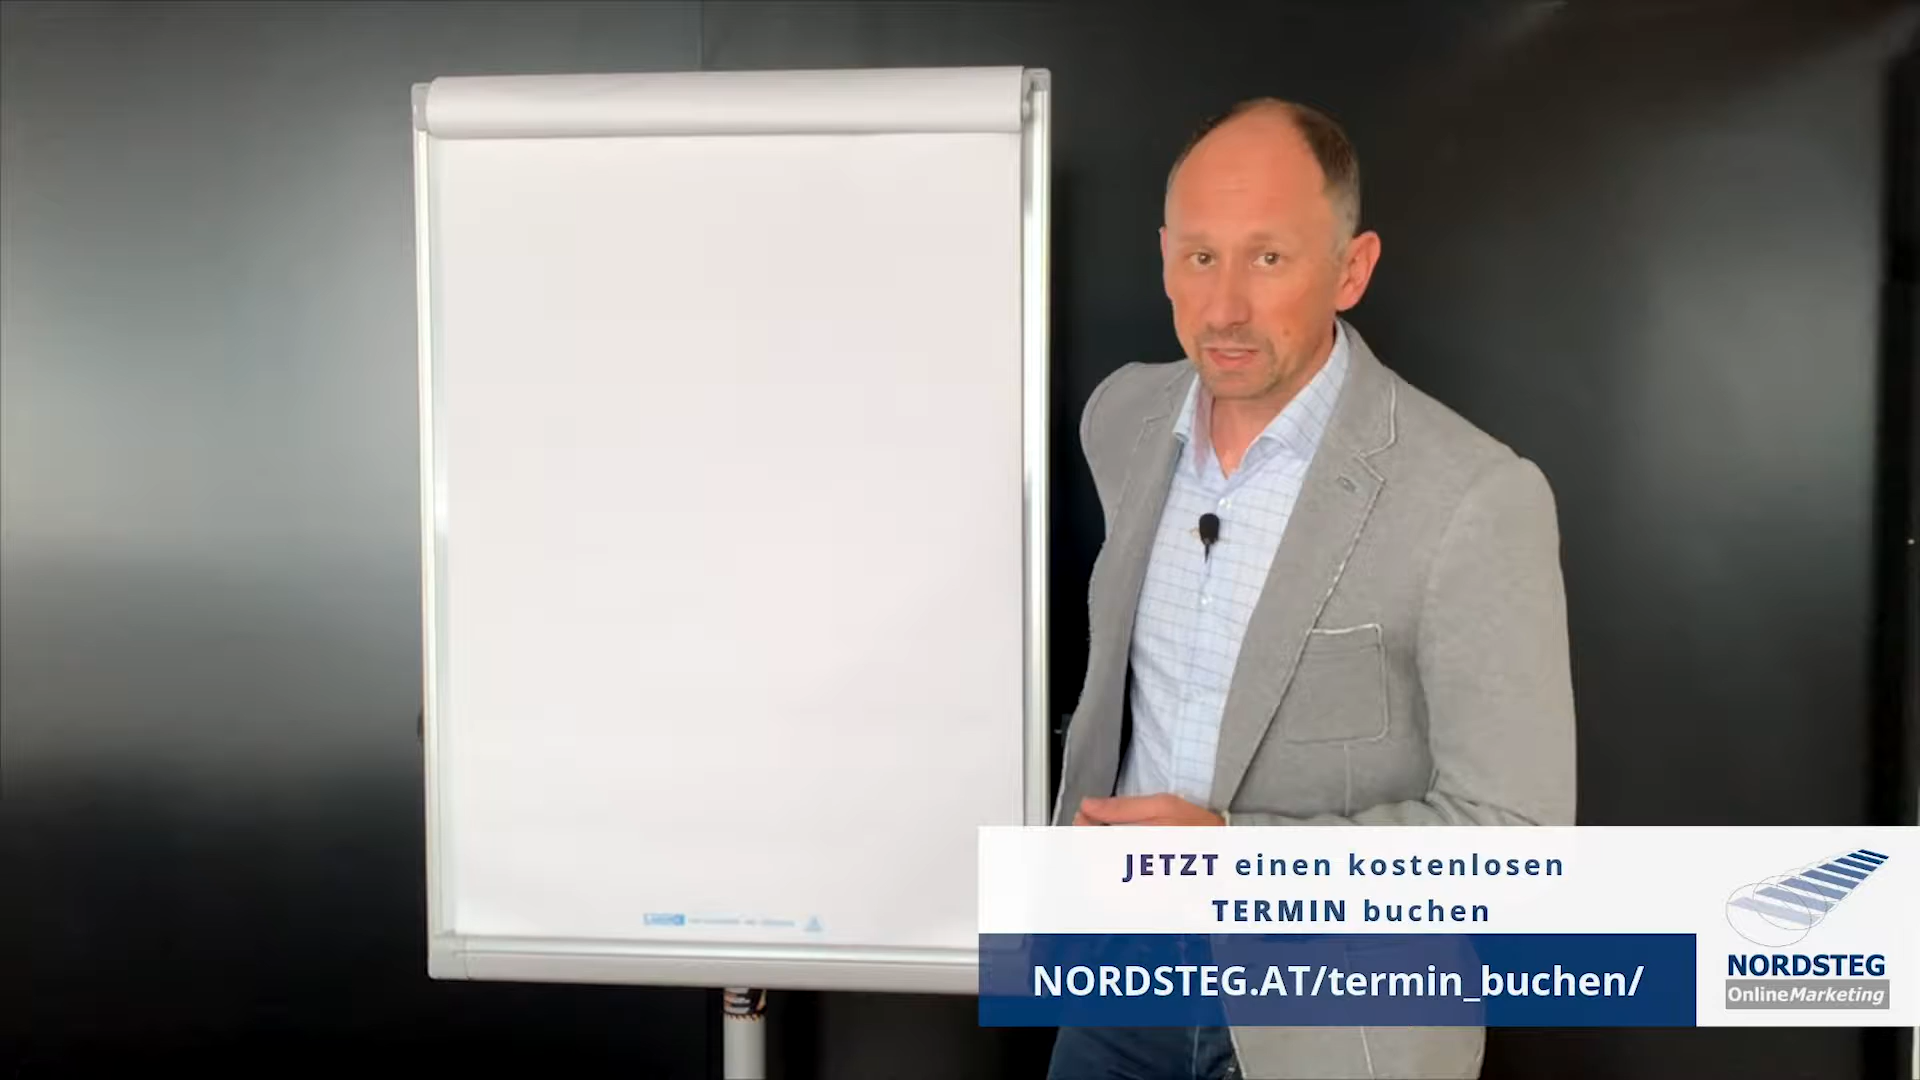 JETZT einen kostenlosen
TERMIN buchen
NORDSTEG.AT/termin_buchen/
NORDSTEG
OnlineMarketing